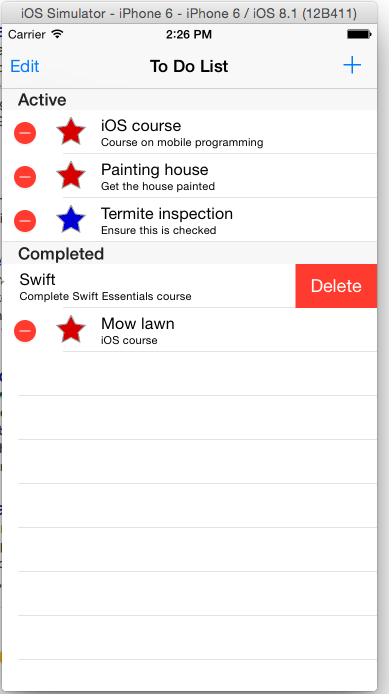 iOS Simulator - iPhone 6 - iPhone 6 / iOS 8.1 (12B411)
Carrier 2:26 PM
Edit To Do List +
Active
iOS course
Course on mobile programming
Painting house
Get the house painted
Termite inspection
Ensure this is checked
Completed
Swift
Complete Swift Essentials course
Delete
Mow lawn
iOS course